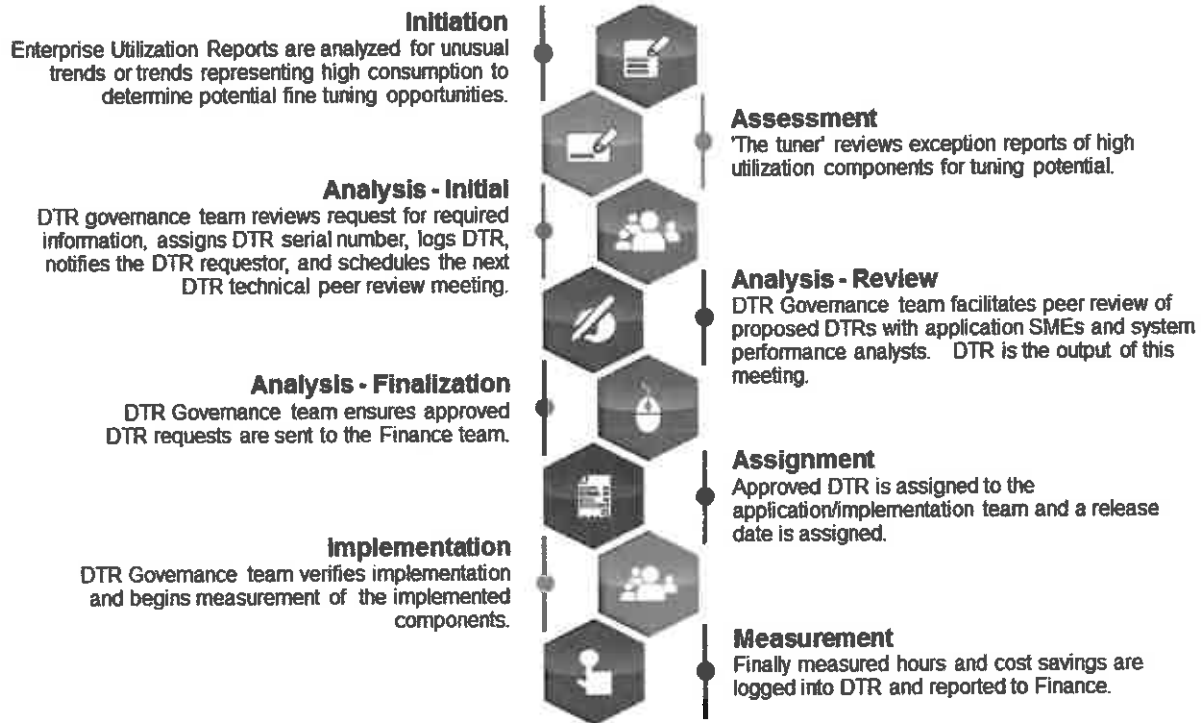 Initiation
Enterprise Utilization Reports are analyzed for unusual
trends or trends representing high consumption to
determine potential fine tuning opportunities.
Assessment
'The tuner' reviews exception reports of high
utilization components for tuning potential.
Analysis - Initial
DTR governance team reviews request for required
information, assigns DTR serial number, logs DTR,
notifies the DTR requestor, and schedules the next
DTR technical peer review meeting.
Analysis - Review
DTR Governance team facilitates peer review of
proposed DTRs with application SMEs and system
performance analysts. DTR is the output of this
meeting.
Analysis - Finalization
DTR Governance team ensures approved
DTR requests are sent to the Finance team.
Assignment
Approved DTR is assigned to the
application/implementation team and a release
date is assigned.
Implementation
DTR Governance team verifies implementation
and begins measurement of the implemented
components.
Measurement
Finally measured hours and cost savings are
logged into DTR and reported to Finance.